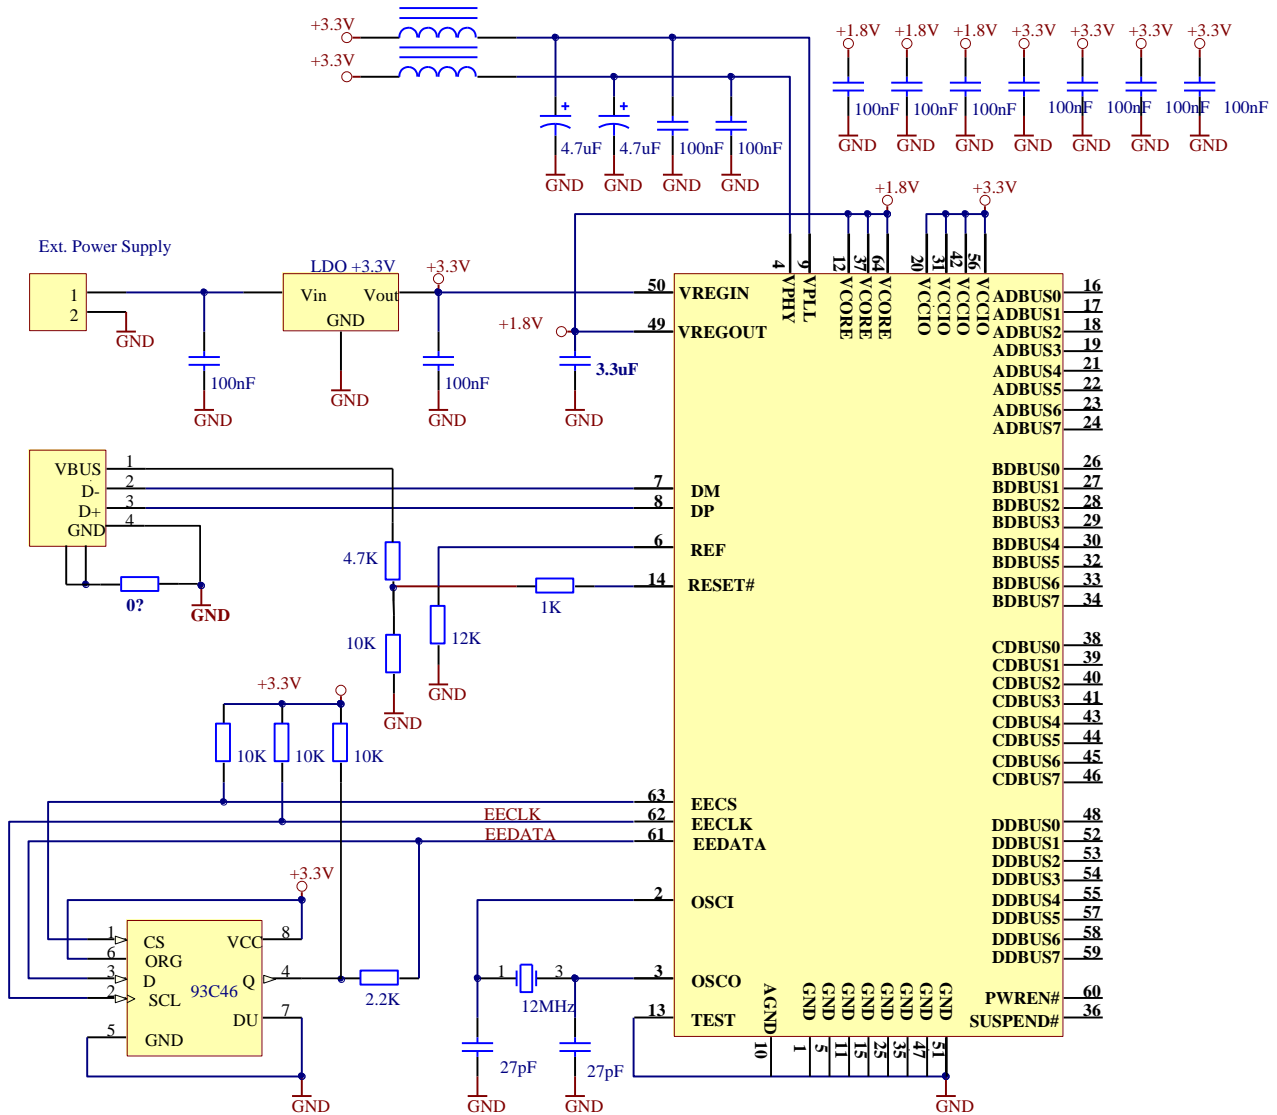 +3.3V
+3.3V
4.7uF
4.7uF
100nF
100nF
GND
GND
GND
GND
+1.8V
+1.8V
+1.8V
+3.3V
+3.3V
+3.3V
+3.3V
100nF
100nF
100nF
100nF
100nF
100nF
100nF
GND
GND
GND
GND
GND
GND
GND
+1.8V
+3.3V
Ext. Power Supply
1
2
GND
100nF
GND
LDO +3.3V
Vin
Vout
GND
GND
+3.3V
100nF
GND
+1.8V
3.3uF
GND
VBUS
D-
D+
GND
1
2
3
4
0?
GND
4.7K
10K
GND
12K
GND
1K
50
VREGIN
49
VREGOUT
7
DM
8
DP
6
REF
14
RESET#
63
EECS
62
EECLK
61
EEDATA
2
OSCI
3
OSCO
13
TEST
4
VPHY
9
VPLL
12
VCORE
37
VCORE
64
VCORE
20
VCCIO
31
VCCIO
42
VCCIO
56
VCCIO
ADBUS0
16
ADBUS1
17
ADBUS2
18
ADBUS3
19
ADBUS4
21
ADBUS5
22
ADBUS6
23
ADBUS7
24
BDBUS0
26
BDBUS1
27
BDBUS2
28
BDBUS3
29
BDBUS4
30
BDBUS5
32
BDBUS6
33
BDBUS7
34
CDBUS0
38
CDBUS1
39
CDBUS2
40
CDBUS3
41
CDBUS4
43
CDBUS5
44
CDBUS6
45
CDBUS7
46
DDBUS0
48
DDBUS1
52
DDBUS2
53
DDBUS3
54
DDBUS4
55
DDBUS5
57
DDBUS6
58
DDBUS7
59
PWREN#
60
SUSPEND#
36
AGND
10
GND
1
GND
5
GND
11
GND
15
GND
25
GND
35
GND
47
GND
51
GND
+3.3V
10K
10K
10K
EECLK
EEDATA
+3.3V
1
CS
6
ORG
3
D
2
SCL
5
GND
93C46
VCC
8
Q
4
DU
7
GND
2.2K
1
3
12MHz
27pF
27pF
GND
GND